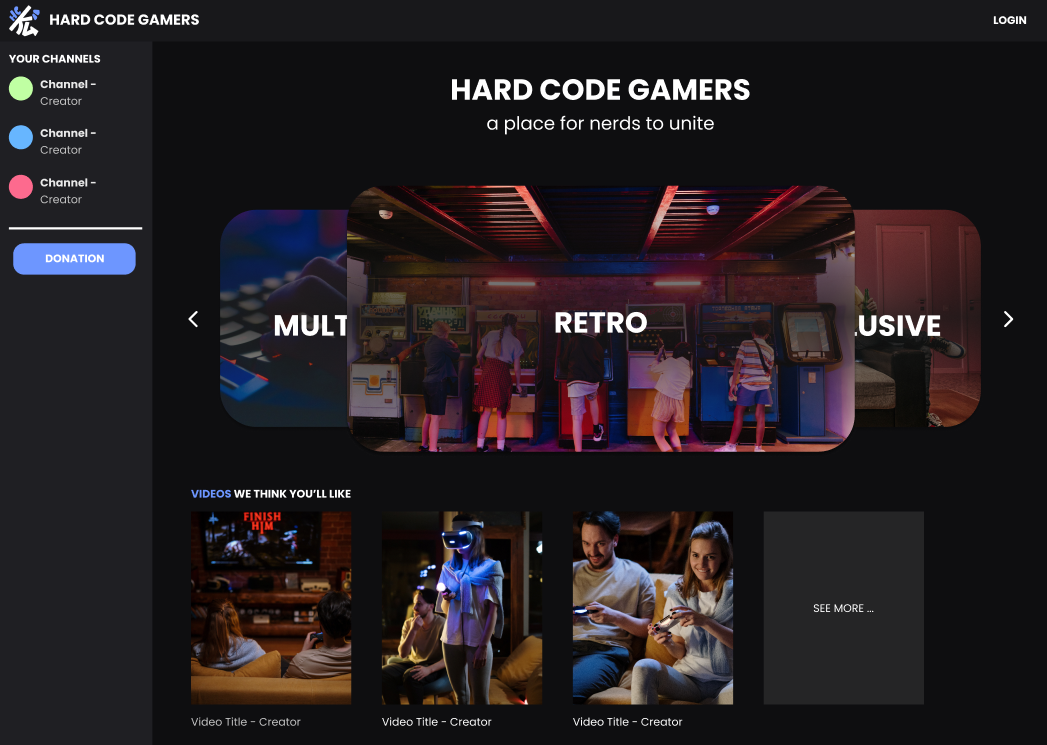 HARD CODE GAMERS
LOGIN
YOUR CHANNELS
Channel -
Creator
Channel -
Creator
Channel -
Creator
DONATION
HARD CODE GAMERS
a place for nerds to unite
MULT
RETRO
LUSIVE
VIDEOS WE THINK YOU'LL LIKE
FINISH
HIM
SEE MORE ...
Video Title - Creator
Video Title - Creator
Video Title - Creator